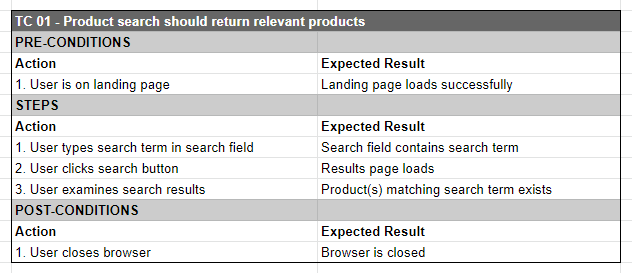 TC 01 - Product search should return relevant products
PRE-CONDITIONS
Action Expected Result
1. User is on landing page Landing page loads successfully
STEPS
Action Expected Result
1. User types search term in search field Search field contains search term
2. User clicks search button Results page loads
3. User examines search results Product(s) matching search term exists
POST-CONDITIONS
Action Expected Result
1. User closes browser Browser is closed